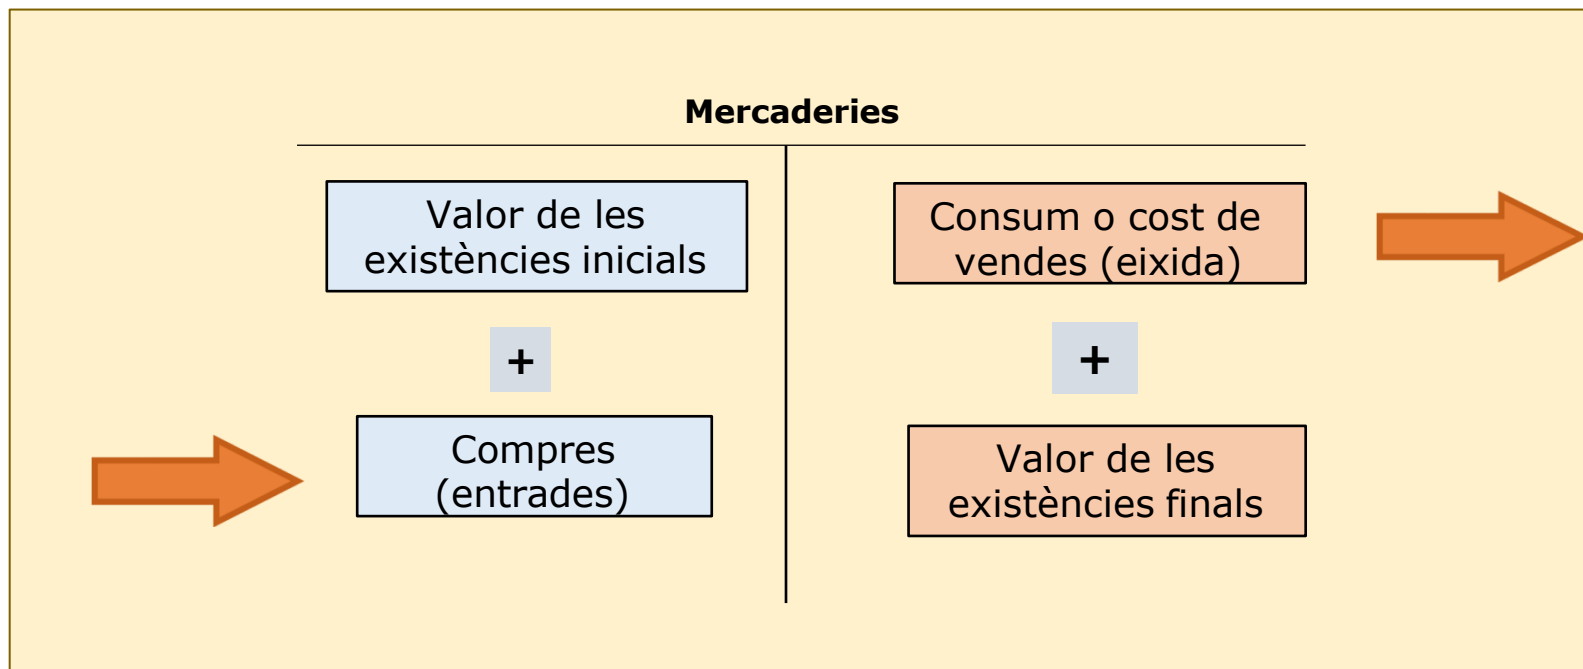 Mercaderies
Valor de les
existències inicials
+
Compres
(entrades)
Consum o cost de
vendes (eixida)
+
Valor de les
existències finals